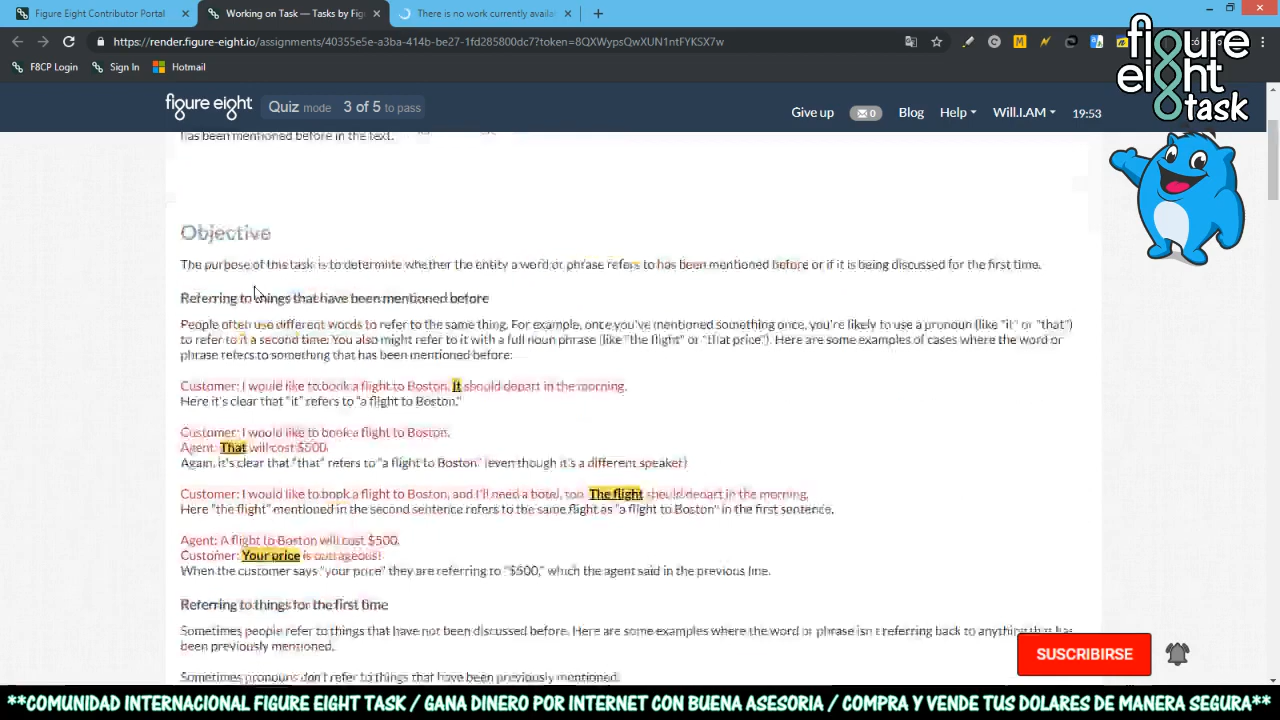 Figure Eight Contributor Portal
Working on Task — Tasks by Fig
There is no work currently availa
https://render.figure-eight.io/assignments/40355e5e-a3ba-414b-be27-1fd285800dc7?token=8QXWypsQwXUN1ntFYKSX7w
F8CP Login
Sign In
Hotmail
figure eight task
figure eight
Quiz mode 3 of 5 to pass
Give up
0
Blog
Help
Will.I.AM
19:53
has been mentioned before in the text.
Objective
The purpose of this task is to determine whether the entity a word or phrase refers to has been mentioned before or if it is being discussed for the first time.
Referring to things that have been mentioned before
People often use different words to refer to the same thing. For example, once you've mentioned something once, you're likely to use a pronoun (like "it" or "that")
to refer to it a second time. You also might refer to it with a full noun phrase (like "the flight" or "that price"). Here are some examples of cases where the word or
phrase refers to something that has been mentioned before:
Customer: I would like to book a flight to Boston. It should depart in the morning.
Here it's clear that "it" refers to "a flight to Boston."
Customer: I would like to book a flight to Boston.
Agent: That will cost $500.
Again, it's clear that "that" refers to "a flight to Boston" (even though it's a different speaker)
Customer: I would like to book a flight to Boston, and I'll need a hotel, too. The flight should depart in the morning.
Here "the flight" mentioned in the second sentence refers to the same flight as "a flight to Boston" in the first sentence.
Agent: A flight to Boston will cost $500.
Customer: Your price is outrageous!
When the customer says "your price" they are referring to "$500," which the agent said in the previous line.
Referring to things for the first time
Sometimes people refer to things that have not been discussed before. Here are some examples where the word or phrase isn't referring back to anything that has
been previously mentioned.
Sometimes pronouns don't refer to things that have been previously mentioned.
SUSCRIBIRSE
**COMUNIDAD INTERNACIONAL FIGURE EIGHT TASK / GANA DINERO POR INTERNET CON BUENA ASESORIA / COMPRA Y VENDE TUS DOLARES DE MANERA SEGURA**